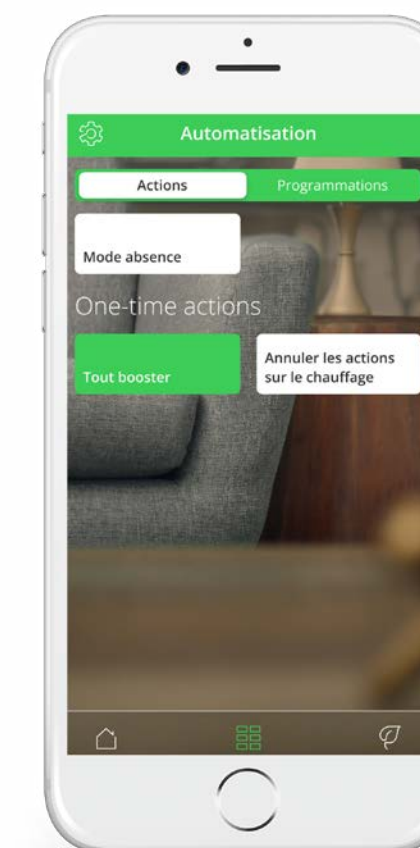 Automatisation
Actions
Programmations
Mode absence
One-time actions
Tout booster
Annuler les actions
sur le chauffage